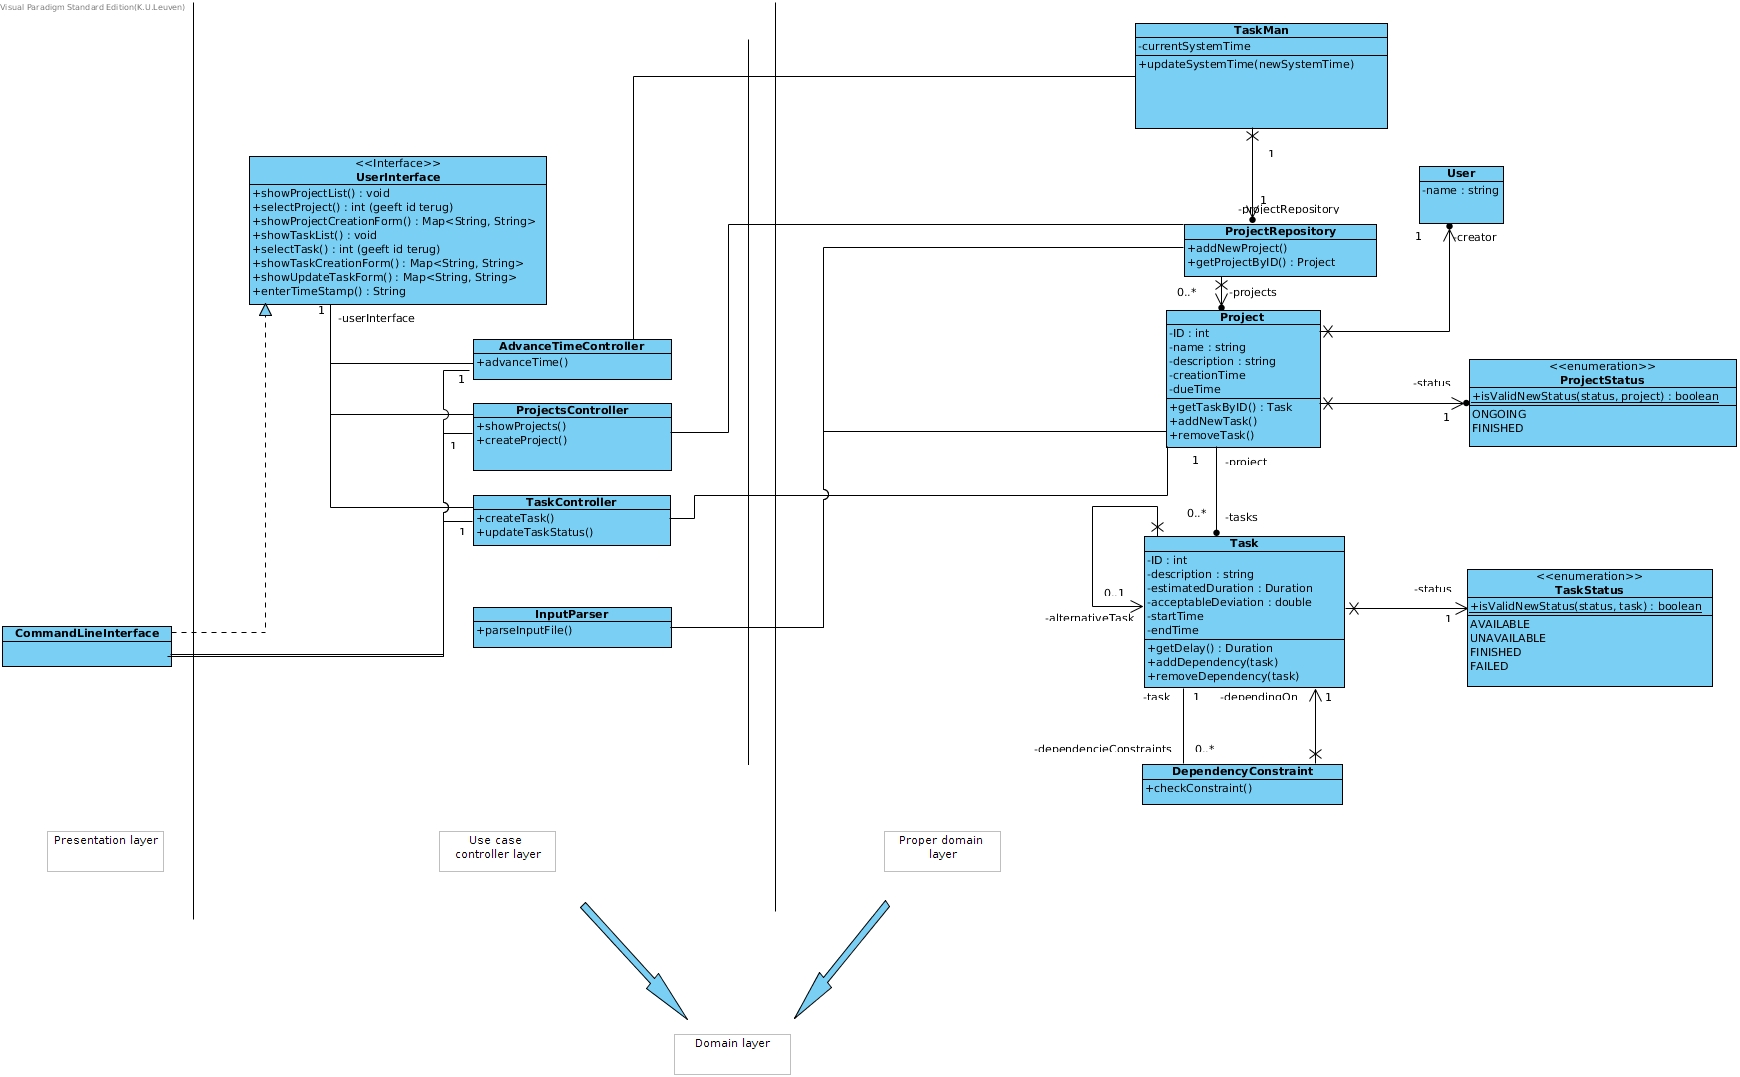 Visual Paradigm Standard Edition(K.U.Leuven)
TaskMan
-currentSystemTime
+updateSystemTime(newSystemTime)
1
1
-projectRepository
<<Interface>>
UserInterface
+showProjectList() : void
+selectProject() : int (geeft id terug)
+showProjectCreationForm() : Map<String, String>
+showTaskList() : void
+selectTask() : int (geeft id terug)
+showTaskCreationForm() : Map<String, String>
+showUpdateTaskForm() : Map<String, String>
+enterTimeStamp() : String
1
-userInterface
User
-name : string
1
-creator
ProjectRepository
+addNewProject()
+getProjectByID() : Project
0..*
-projects
Project
-ID : int
-name : string
-description : string
-creationTime
-dueTime
+getTaskByID() : Task
+addNewTask()
+removeTask()
AdvanceTimeController
+advanceTime()
1
ProjectsController
+showProjects()
+createProject()
1
TaskController
+createTask()
+updateTaskStatus()
1
InputParser
+parseInputFile()
CommandLineInterface
-status
1
<<enumeration>>
ProjectStatus
+isValidNewStatus(status, project) : boolean
ONGOING
FINISHED
1
-project
0..*
-tasks
Task
-ID : int
-description : string
-estimatedDuration : Duration
-acceptableDeviation : double
-startTime
-endTime
+getDelay() : Duration
+addDependency(task)
+removeDependency(task)
0..1
-alternativeTask
-status
1
<<enumeration>>
TaskStatus
+isValidNewStatus(status, task) : boolean
AVAILABLE
UNAVAILABLE
FINISHED
FAILED
-task
1
-dependingOn
1
-dependencieConstraints
0..*
DependencyConstraint
+checkConstraint()
Presentation layer
Use case
controller layer
Proper domain
layer
Domain layer